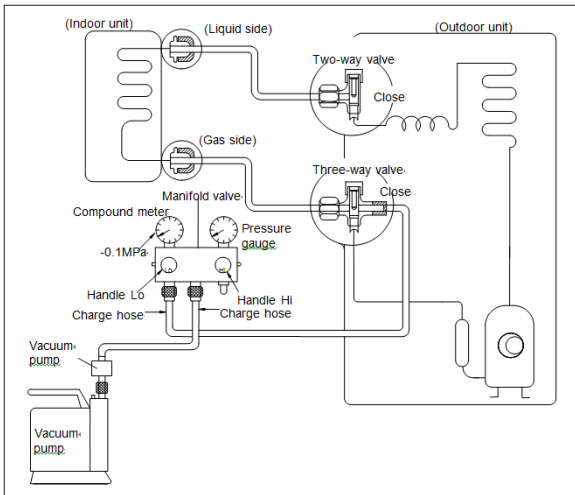 (Indoor unit)
(Liquid side)
(Outdoor unit)
Two-way valve
Close
(Gas side)
Three-way valve
Close
Manifold valve
Compound meter
Pressure
gauge
-0.1MPa
Lo
HI
Handle Lo
Handle Hi
Charge hose
Charge hose
Vacuum
pump
Vacuum
pump